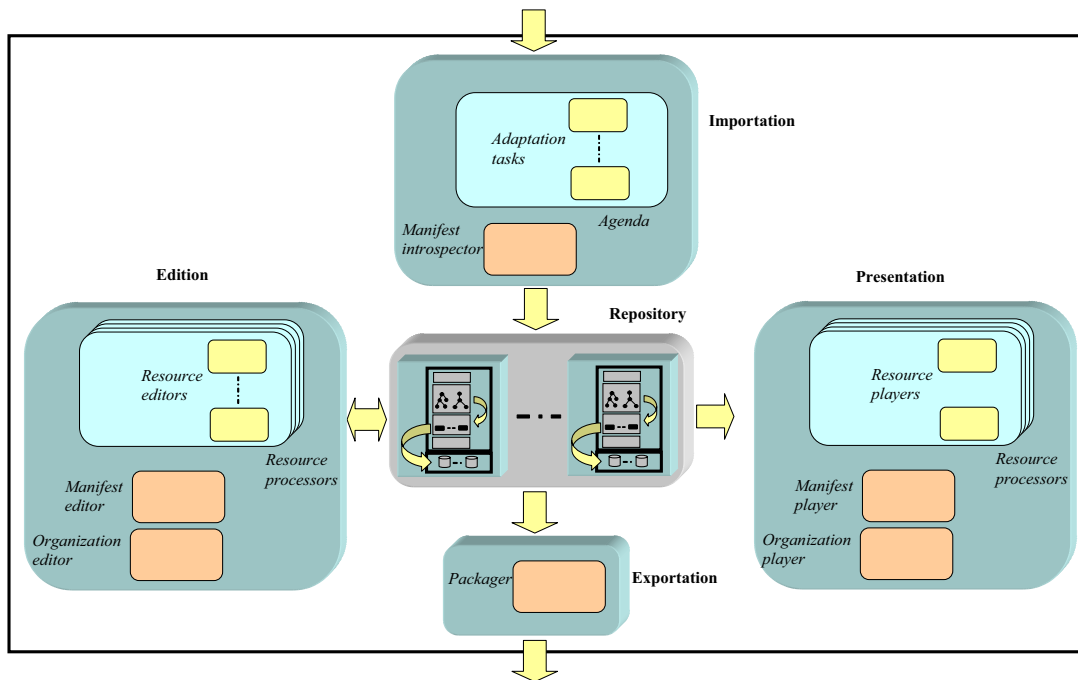 Importation
Adaptation
tasks
Agenda
Manifest
introspector
Edition
Presentation
Repository
Resource
editors
Resource
processors
Manifest
editor
Organization
editor
Resource
players
Resource
processors
Manifest
player
Organization
player
Packager
Exportation